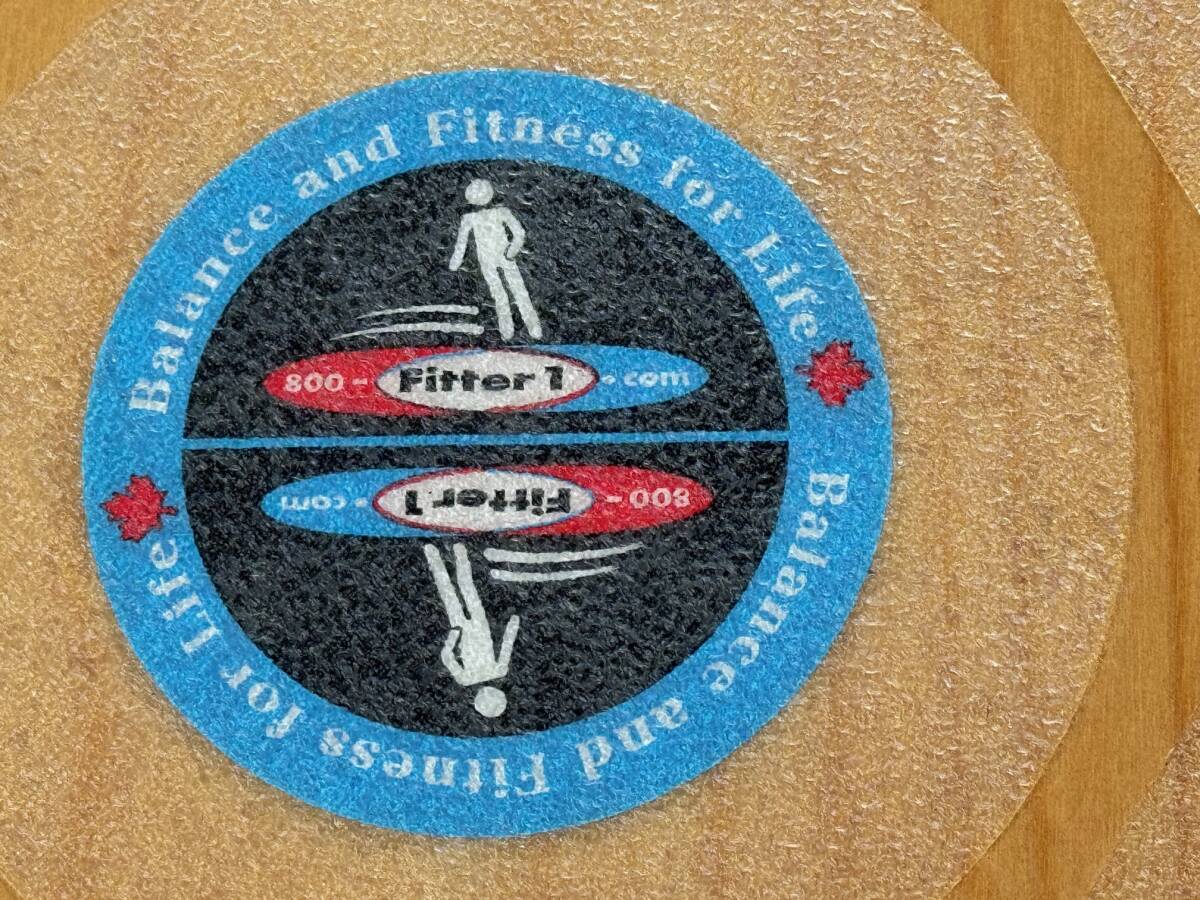 Balance and Fitness for Life
800 - Fitter 1 . com
800 - Fitter 1 . com
Balance and Fitness for Life